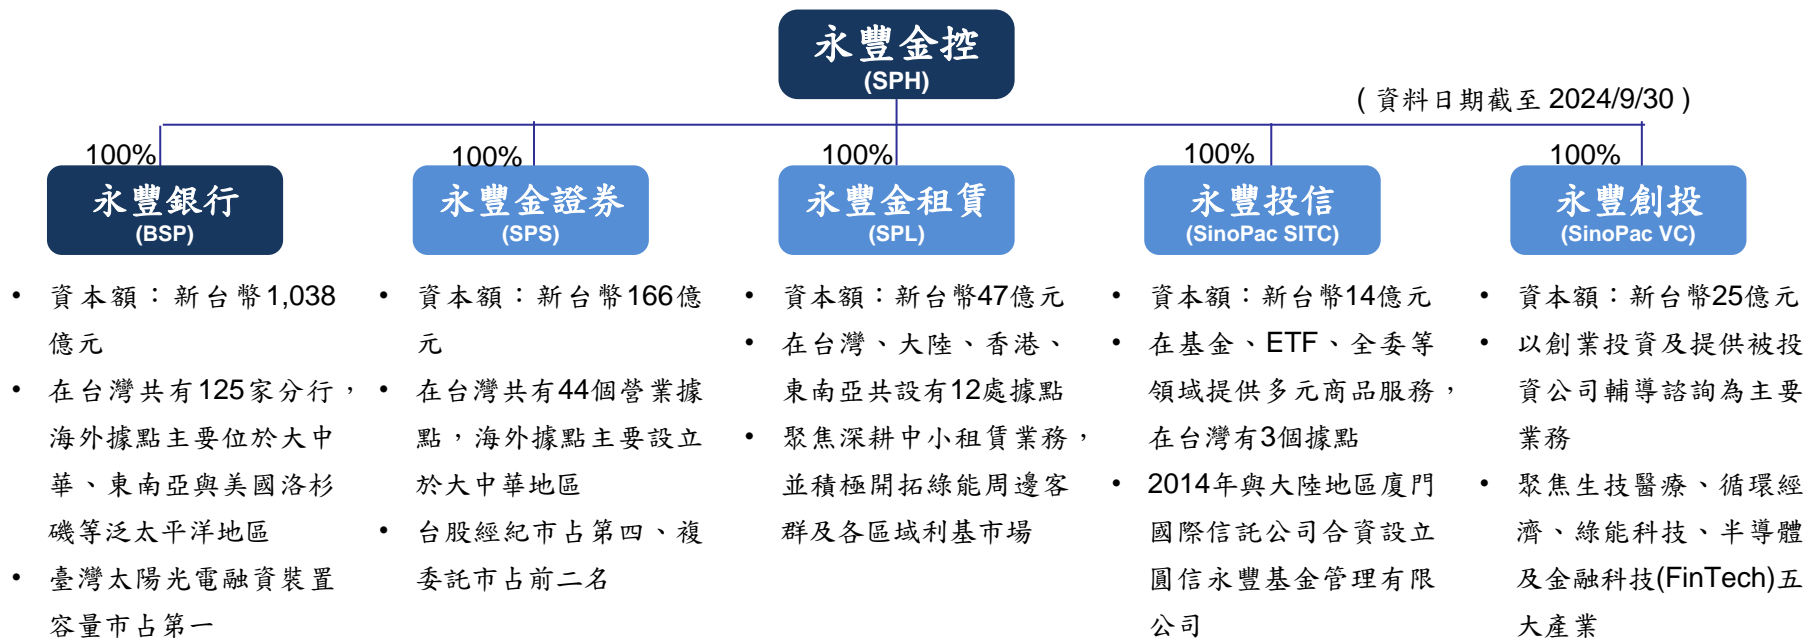 永豐金控
(SPH)
( 資料日期截至 2024/9/30 )
100%
永豐銀行
(BSP)
• 資本額：新台幣1,038
億元
• 在台灣共有125家分行，
海外據點主要位於大中
華、東南亞與美國洛杉
磯等泛太平洋地區
• 臺灣太陽光電融資裝置
容量市占第一
100%
永豐金證券
(SPS)
• 資本額：新台幣166億
元
• 在台灣共有44個營業據
點，海外據點主要設立
於大中華地區
• 台股經紀市占第四、複
委託市占前二名
100%
永豐金租賃
(SPL)
• 資本額：新台幣47億元
• 在台灣、大陸、香港、
東南亞共設有12處據點
• 聚焦深耕中小租賃業務，
並積極開拓綠能周邊客
群及各區域利基市場
100%
永豐投信
(SinoPac SITC)
• 資本額：新台幣14億元
• 在基金、ETF、全委等
領域提供多元商品服務，
在台灣有3個據點
• 2014年與大陸地區廈門
國際信託公司合資設立
圓信永豐基金管理有限
公司
100%
永豐創投
(SinoPac VC)
• 資本額：新台幣25億元
• 以創業投資及提供被投
資公司輔導諮詢為主要
業務
• 聚焦生技醫療、循環經
濟、綠能科技、半導體
及金融科技(FinTech)五
大產業